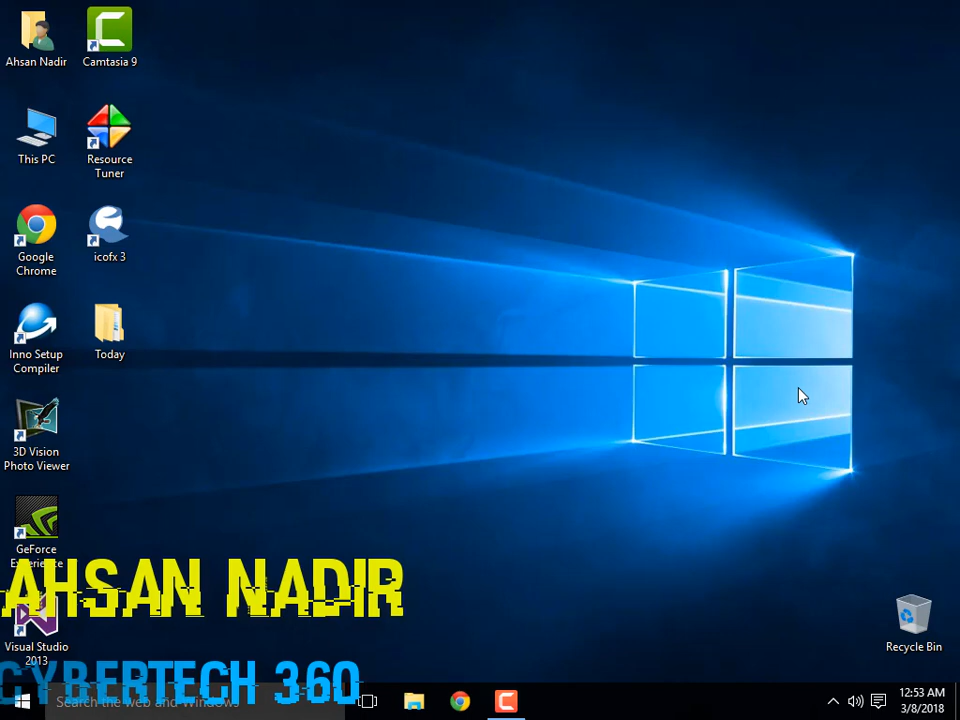 Ahsan Nadir
Camtasia 9
This PC
Resource
Tuner
Google
Chrome
icofx 3
Inno Setup
Compiler
Today
3D Vision
Photo Viewer
GeForce
Experience
AHSAN NADIR
Visual Studio
2013
CYBERTECH 360
Search the web and Windows
Recycle Bin
12:53 AM
3/8/2018